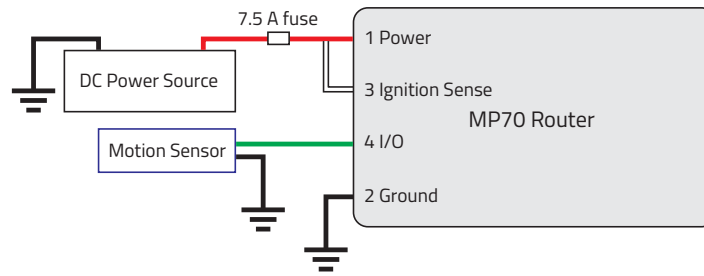 7.5 A fuse
1 Power
DC Power Source
3 Ignition Sense
MP70 Router
4 I/O
Motion Sensor
2 Ground